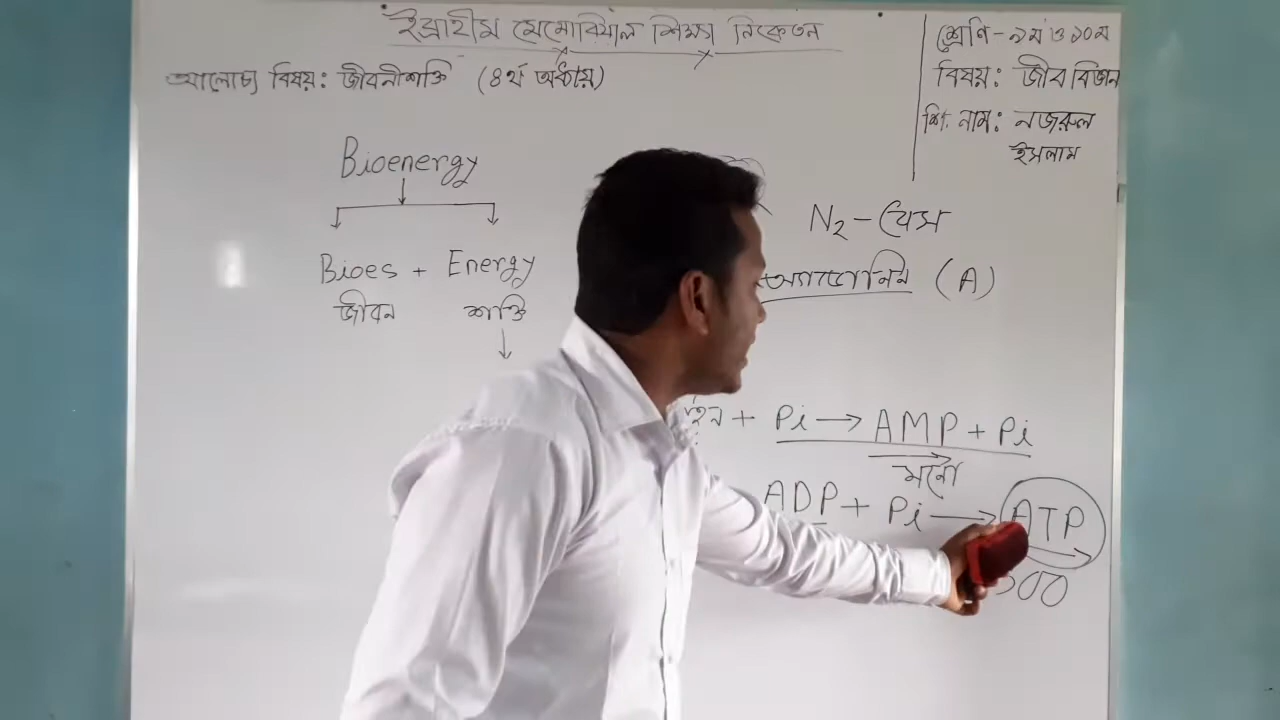 ইব্রাহীম মেমোরিয়াল শিক্ষা নিকেতন
আলোচ্য বিষয়: জীবনীশক্তি (৪র্থ অধ্যায়)
শ্রেণি - ৯ম ও ১০ম
বিষয়: জীব বিজ্ঞান
শি. নাম: নজরুল
ইসলাম
Bioenergy
Bioes + Energy
জীবন শক্তি
N₂ - বেস
অ্যাডোনিন (A)
+ Pi → AMP + Pi
মনো
ADP + Pi → ATP
১০০